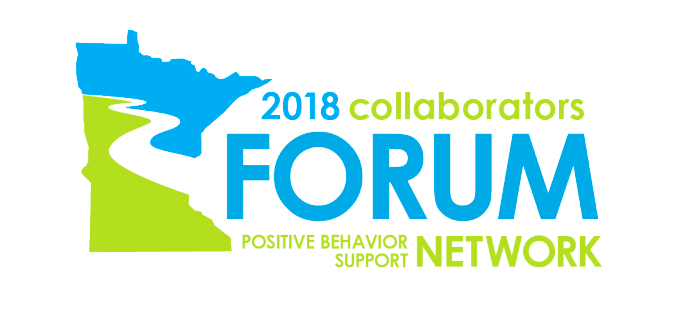 2018 collaborators
FORUM
POSITIVE BEHAVIOR
SUPPORT NETWORK